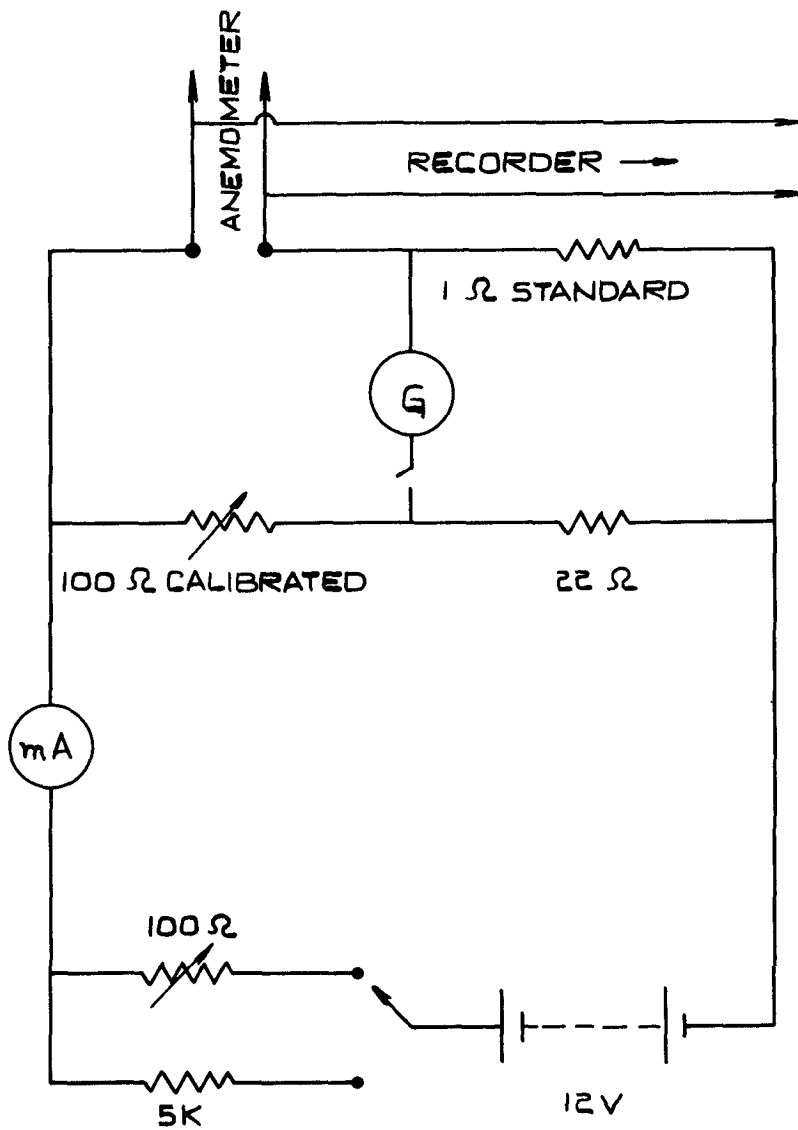 ANEMOMETER
RECORDER
1 Ω STANDARD
G
100 Ω CALIBRATED
22 Ω
mA
100 Ω
5K
12V